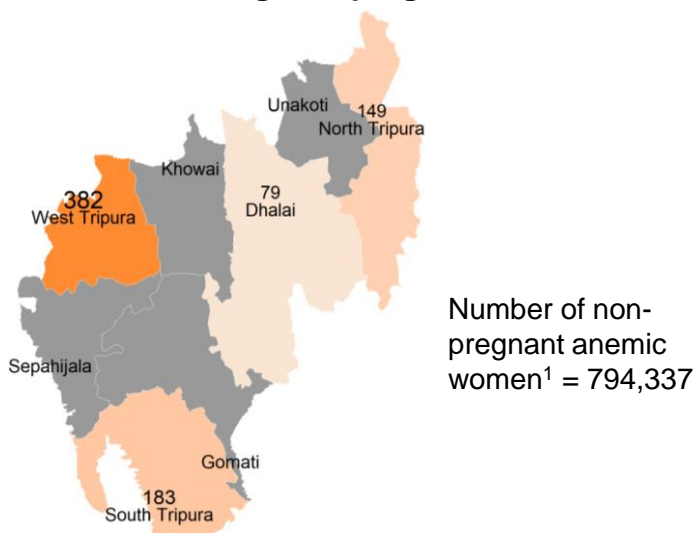 Unakoti
149
North Tripura
Khowai
382
West Tripura
79
Dhalai
Number of non-
pregnant anemic
women¹ = 794,337
Sepahijala
Gomati
183
South Tripura